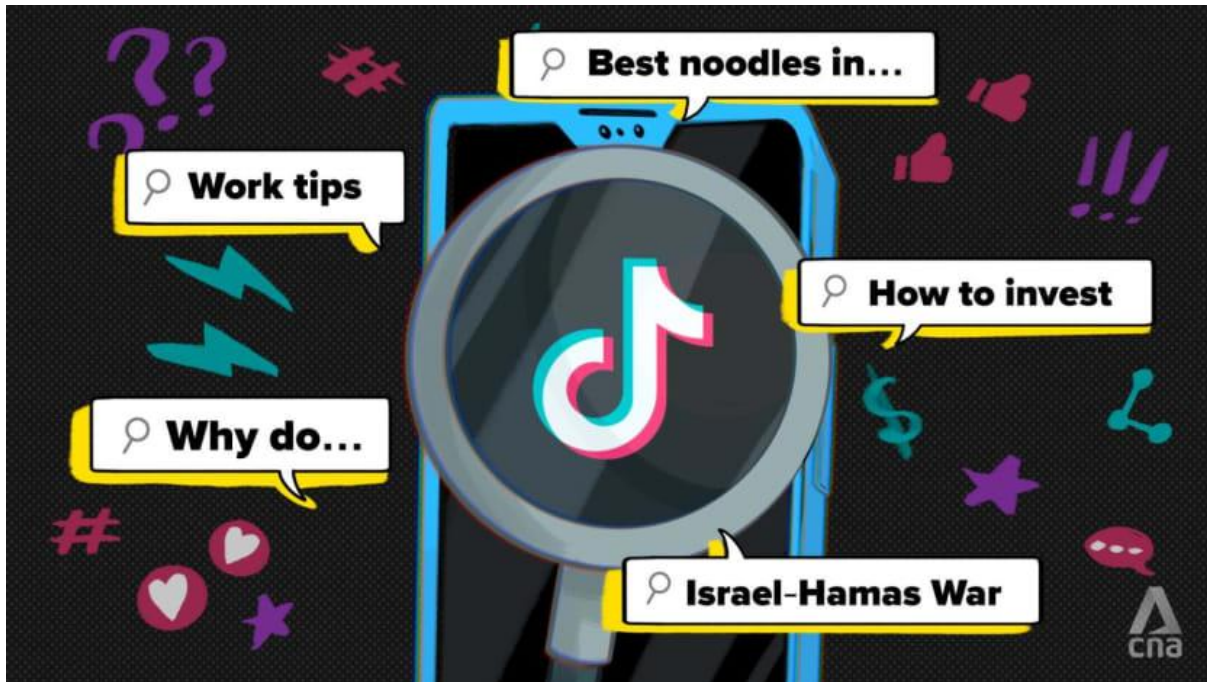 Best noodles in...
Work tips
How to invest
Why do...
Israel-Hamas War
cna